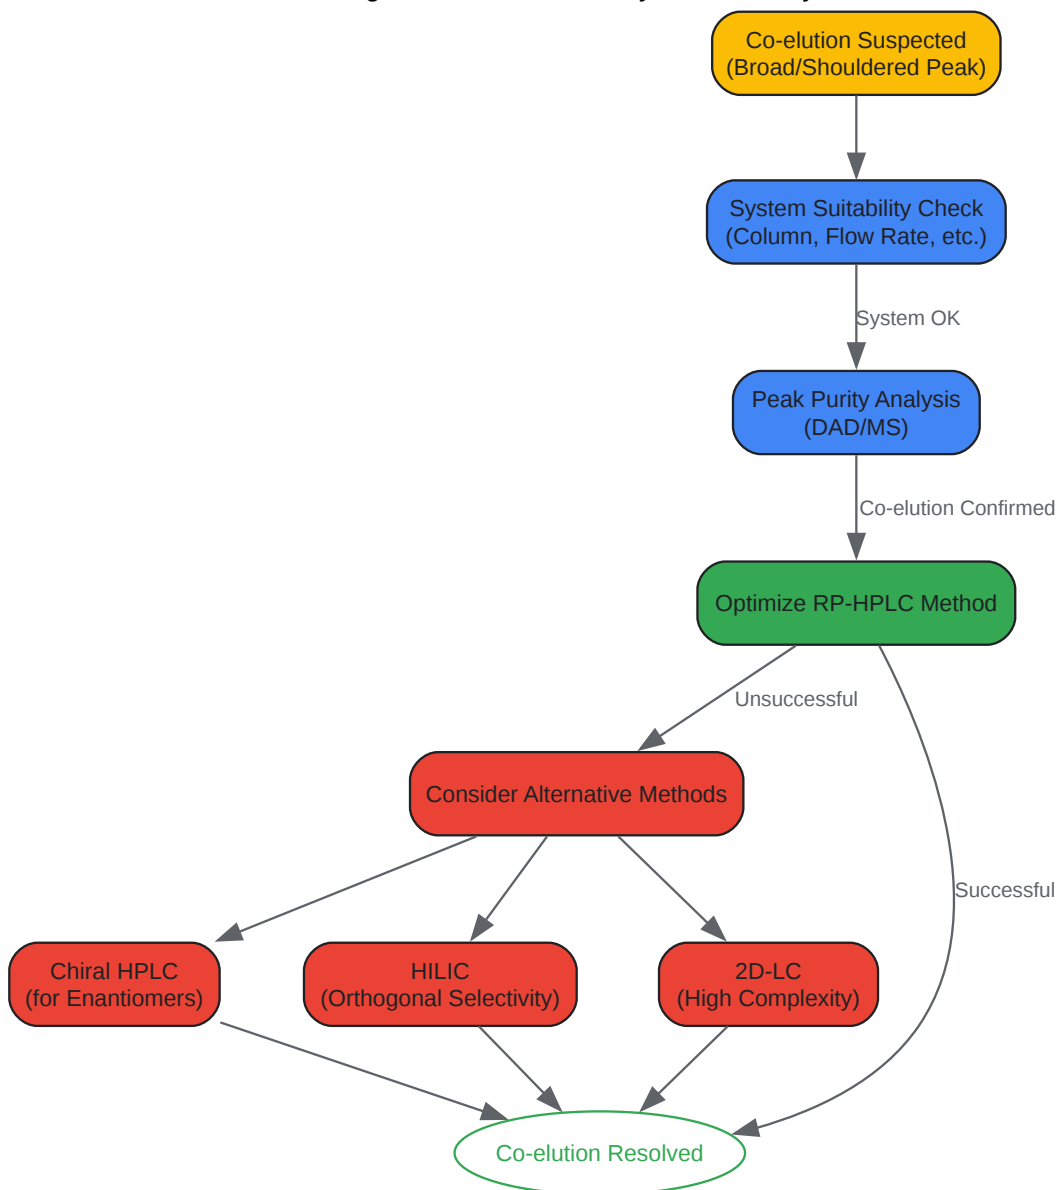 Co-elution Suspected
(Broad/Shouldered Peak)
System Suitability Check
(Column, Flow Rate, etc.)
System OK
Peak Purity Analysis
(DAD/MS)
Co-elution Confirmed
Optimize RP-HPLC Method
Unsuccessful
Consider Alternative Methods
Successful
Chiral HPLC
(for Enantiomers)
HILIC
(Orthogonal Selectivity)
2D-LC
(High Complexity)
Co-elution Resolved